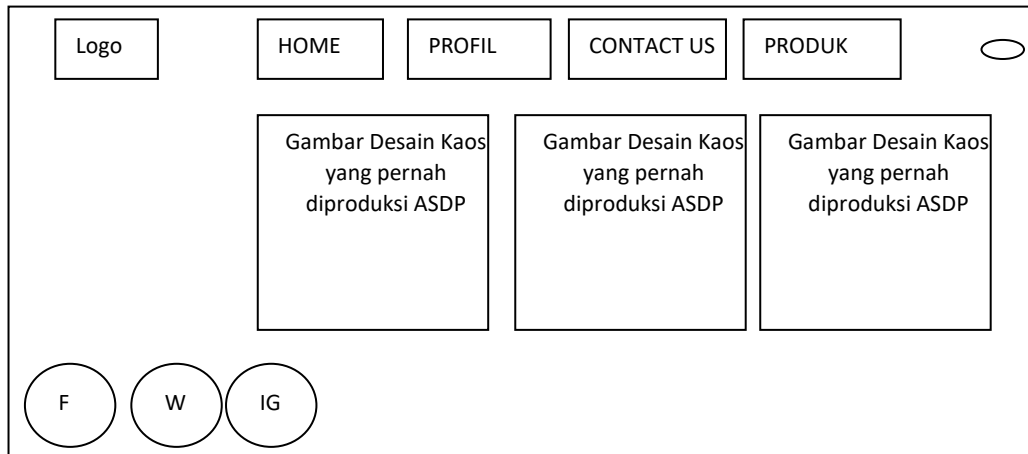 Logo
HOME
PROFIL
CONTACT US
PRODUK
Gambar Desain Kaos
yang pernah
diproduksi ASDP
Gambar Desain Kaos
yang pernah
diproduksi ASDP
Gambar Desain Kaos
yang pernah
diproduksi ASDP
F
W
IG